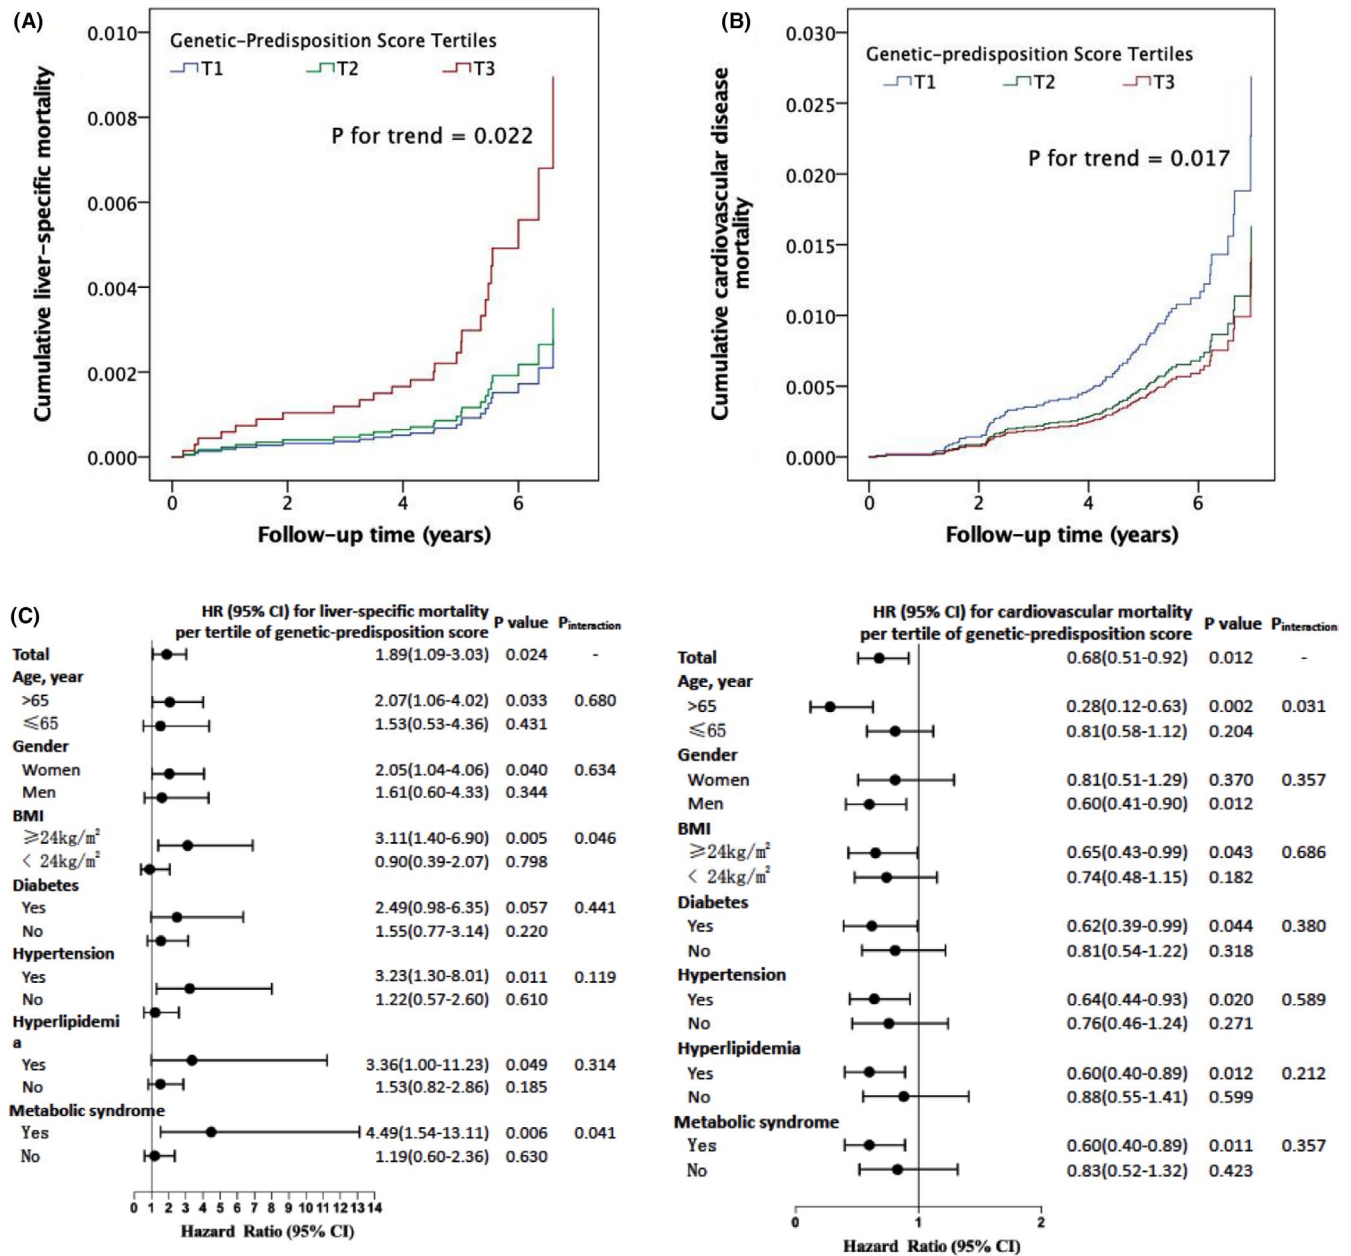 (A)
Cumulative liver-specific mortality
0.010
0.008
0.006
0.004
0.002
0.000
Genetic-Predisposition Score Tertiles
T1 T2 T3
P for trend = 0.022
0 2 4 6
Follow-up time (years)
(B)
Cumulative cardiovascular disease
mortality
0.030
0.025
0.020
0.015
0.010
0.005
0.000
Genetic-predisposition Score Tertiles
T1 T2 T3
P for trend = 0.017
0 2 4 6
Follow-up time (years)
(C)
HR (95% CI) for liver-specific mortality
per tertile of genetic-predisposition score P value Pinteraction
Total 1.89(1.09-3.03) 0.024 -
Age, year
>65 2.07(1.06-4.02) 0.033 0.680
≤65 1.53(0.53-4.36) 0.431
Gender
Women 2.05(1.04-4.06) 0.040 0.634
Men 1.61(0.60-4.33) 0.344
BMI
≥24kg/m² 3.11(1.40-6.90) 0.005 0.046
< 24kg/m² 0.90(0.39-2.07) 0.798
Diabetes
Yes 2.49(0.98-6.35) 0.057 0.441
No 1.55(0.77-3.14) 0.220
Hypertension
Yes 3.23(1.30-8.01) 0.011 0.119
No 1.22(0.57-2.60) 0.610
Hyperlipidemi
a
Yes 3.36(1.00-11.23) 0.049 0.314
No 1.53(0.82-2.86) 0.185
Metabolic syndrome
Yes 4.49(1.54-13.11) 0.006 0.041
No 1.19(0.60-2.36) 0.630
0 1 2 3 4 5 6 7 8 9 10 11 12 13 14
Hazard Ratio (95% CI)
HR (95% CI) for cardiovascular mortality
per tertile of genetic-predisposition score P value Pinteraction
Total 0.68(0.51-0.92) 0.012 -
Age, year
>65 0.28(0.12-0.63) 0.002 0.031
≤65 0.81(0.58-1.12) 0.204
Gender
Women 0.81(0.51-1.29) 0.370 0.357
Men 0.60(0.41-0.90) 0.012
BMI
≥24kg/m² 0.65(0.43-0.99) 0.043 0.686
< 24kg/m² 0.74(0.48-1.15) 0.182
Diabetes
Yes 0.62(0.39-0.99) 0.044 0.380
No 0.81(0.54-1.22) 0.318
Hypertension
Yes 0.64(0.44-0.93) 0.020 0.589
No 0.76(0.46-1.24) 0.271
Hyperlipidemia
Yes 0.60(0.40-0.89) 0.012 0.212
No 0.88(0.55-1.41) 0.599
Metabolic syndrome
Yes 0.60(0.40-0.89) 0.011 0.357
No 0.83(0.52-1.32) 0.423
0 1 2
Hazard Ratio (95% CI)